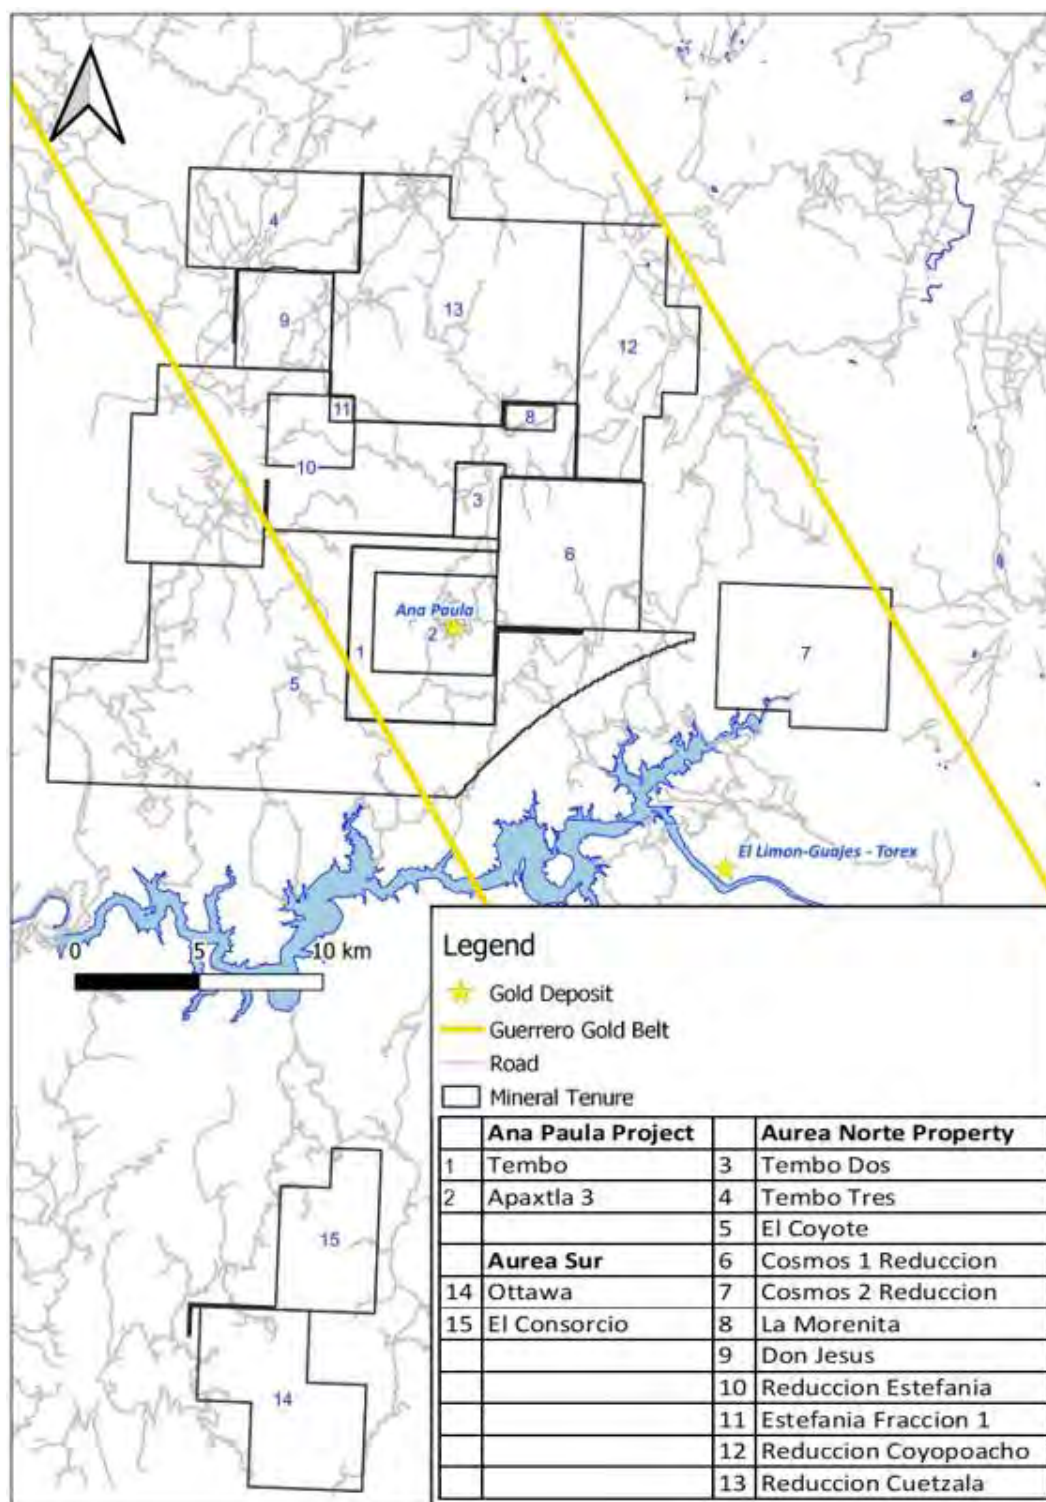 4
13
9
12
11
8
10
3
6
Ana Paula
2
1
7
5
El Limon-Guajes - Torex
0 5 10 km
Legend
Gold Deposit
Guerrero Gold Belt
Road
Mineral Tenure
Ana Paula Project Aurea Norte Property
1 Tembo 3 Tembo Dos
2 Apaxtla 3 4 Tembo Tres
5 El Coyote
Aurea Sur 6 Cosmos 1 Reduccion
14 Ottawa 7 Cosmos 2 Reduccion
15 El Consorcio 8 La Morenita
9 Don Jesus
10 Reduccion Estefania
11 Estefania Fraccion 1
12 Reduccion Coyopoacho
13 Reduccion Cuetzala
15
14